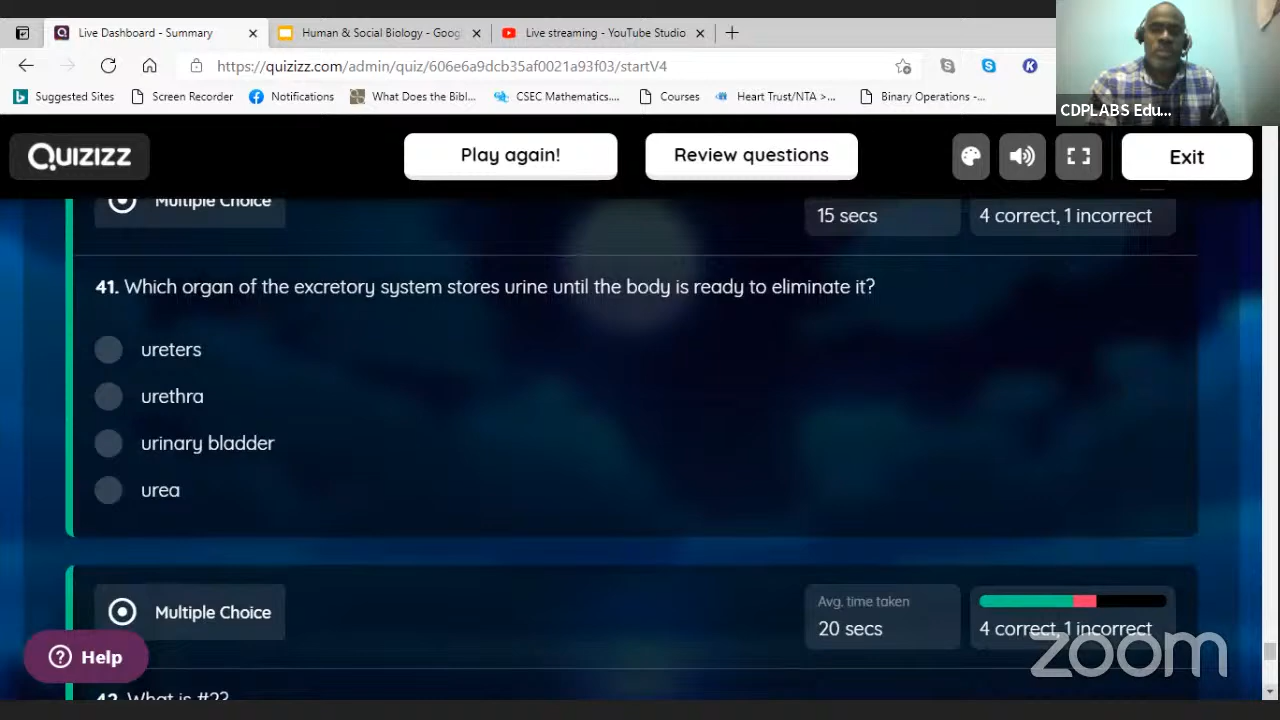 Live Dashboard - Summary
Human & Social Biology - Goog
Live streaming - YouTube Studio
https://quizizz.com/admin/quiz/606e6a9dcb35af0021a93f03/startV4
Suggested Sites
Screen Recorder
Notifications
What Does the Bibl...
CSEC Mathematics....
Courses
Heart Trust/NTA >...
Binary Operations -...
CDPLABS Edu...
Quizizz
Play again!
Review questions
Exit
Multiple Choice
15 secs
4 correct, 1 incorrect
41. Which organ of the excretory system stores urine until the body is ready to eliminate it?
ureters
urethra
urinary bladder
urea
Multiple Choice
Avg. time taken
20 secs
4 correct, 1 incorrect
Help
zoom
42. What is #2?